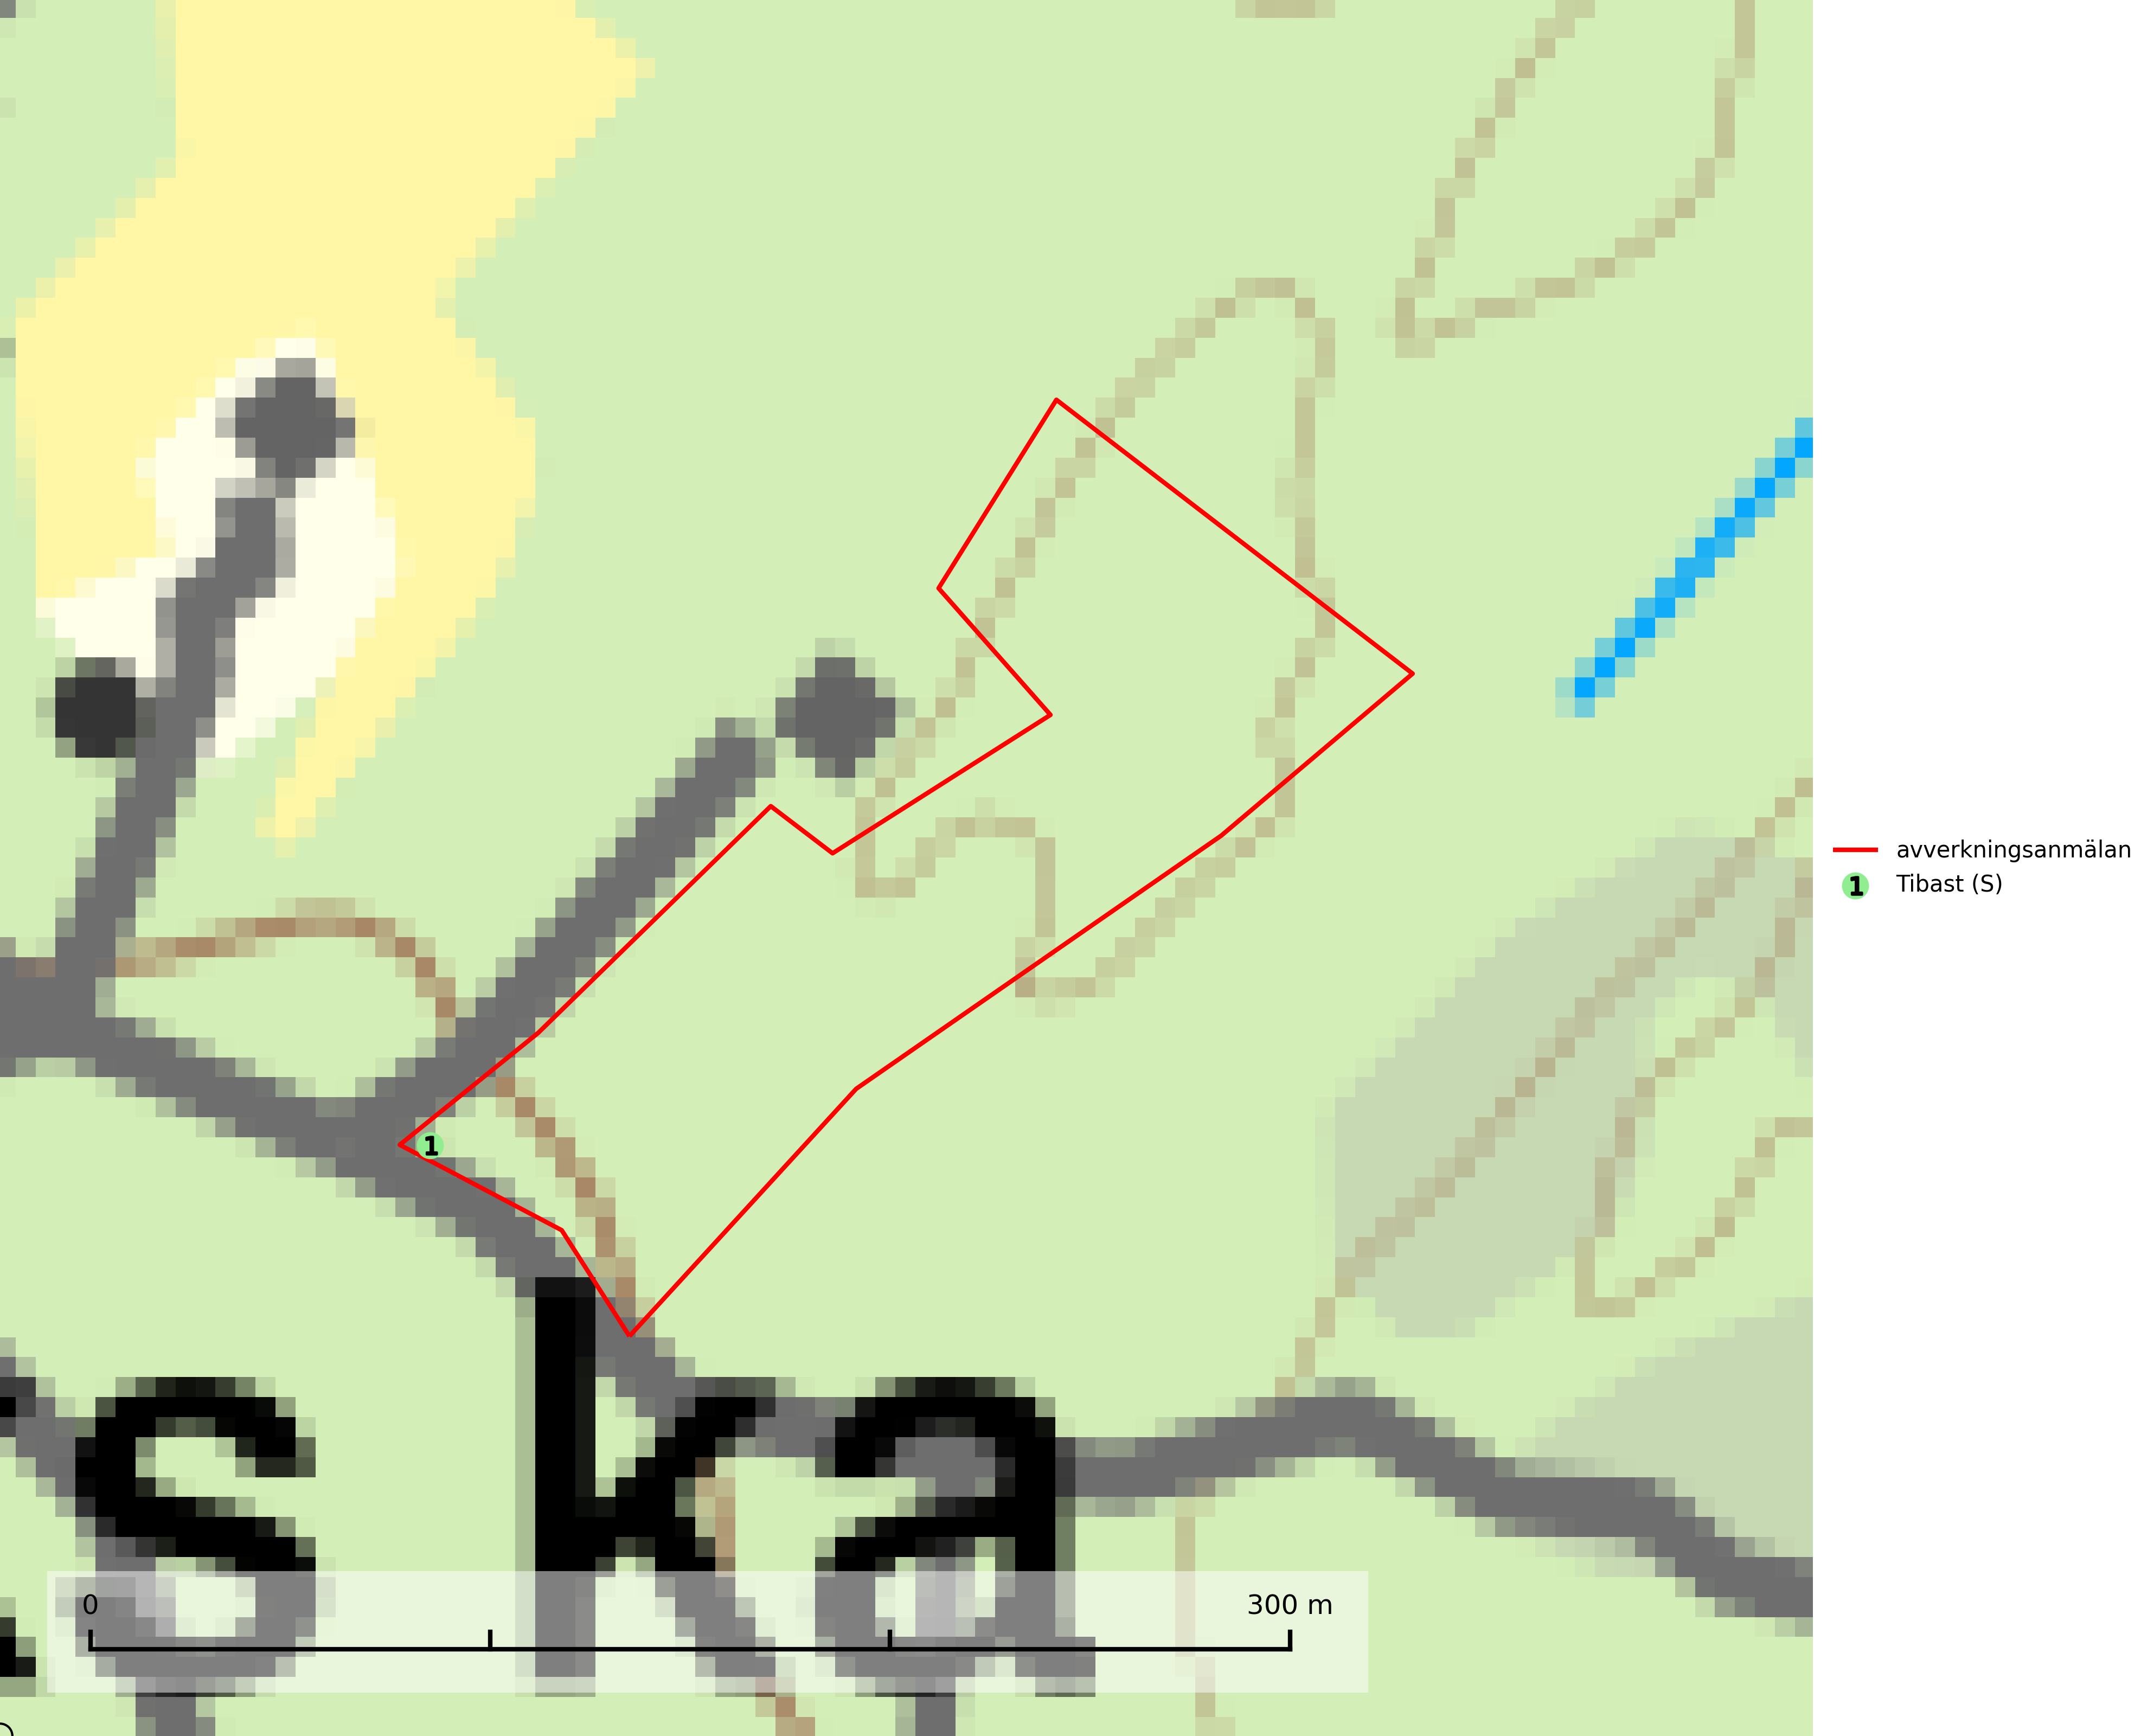 avverkningsanmälan
1 Tibast (S)
1
ska
0 300 m